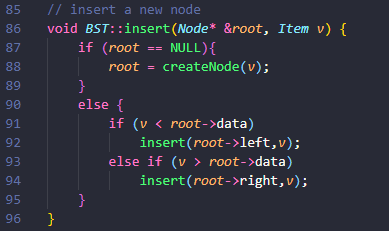 85 // insert a new node
86 void BST::insert(Node* &root, Item v) {
87     if (root == NULL){
88         root = createNode(v);
89     }
90     else {
91         if (v < root->data)
92             insert(root->left,v);
93         else if (v > root->data)
94             insert(root->right,v);
95     }
96 }